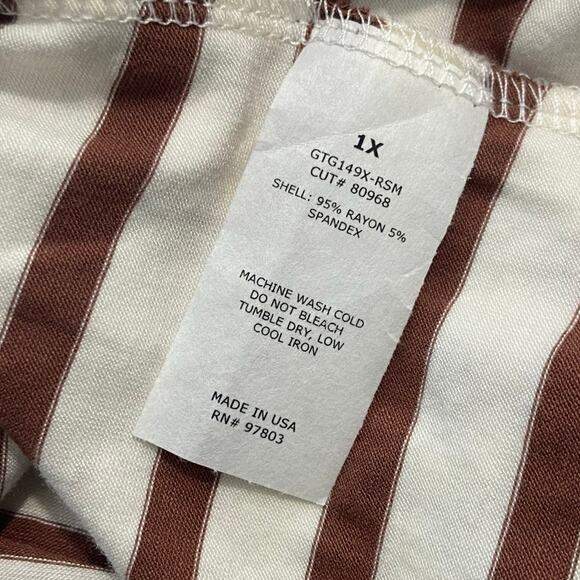 1X
GTG149X-RSM
CUT# 80968
SHELL: 95% RAYON 5%
SPANDEX
MACHINE WASH COLD
DO NOT BLEACH
TUMBLE DRY, LOW
COOL IRON
MADE IN USA
RN# 97803